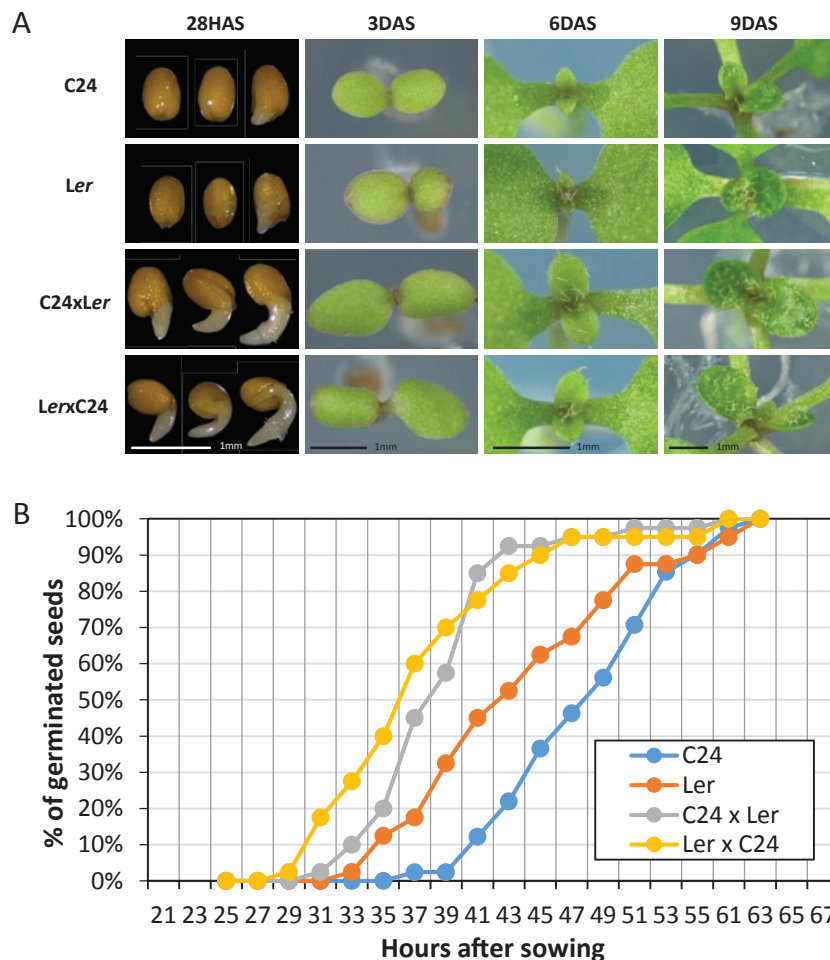 A
28HAS 3DAS 6DAS 9DAS
C24
Ler
C24xLer
LerxC24
1mm 1mm 1mm 1mm
B
100%
90%
80%
70%
60%
50%
40%
30%
20%
10%
0%
% of germinated seeds
C24
Ler
C24 x Ler
Ler x C24
21 23 25 27 29 31 33 35 37 39 41 43 45 47 49 51 53 55 61 63 65 67
Hours after sowing